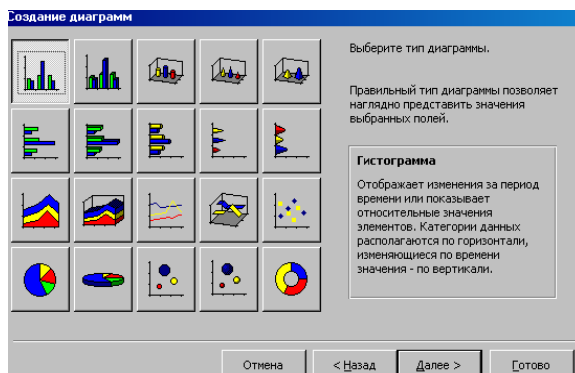 Создание диаграмм
Выберите тип диаграммы.
Правильный тип диаграммы позволяет
наглядно представить значения
выбранных полей.
Гистограмма
Отображает изменения за период
времени или показывает
относительные значения
элементов. Категории данных
располагаются по горизонтали,
изменяющиеся по времени
значения - по вертикали.
Отмена
< Назад
Далее >
Готово